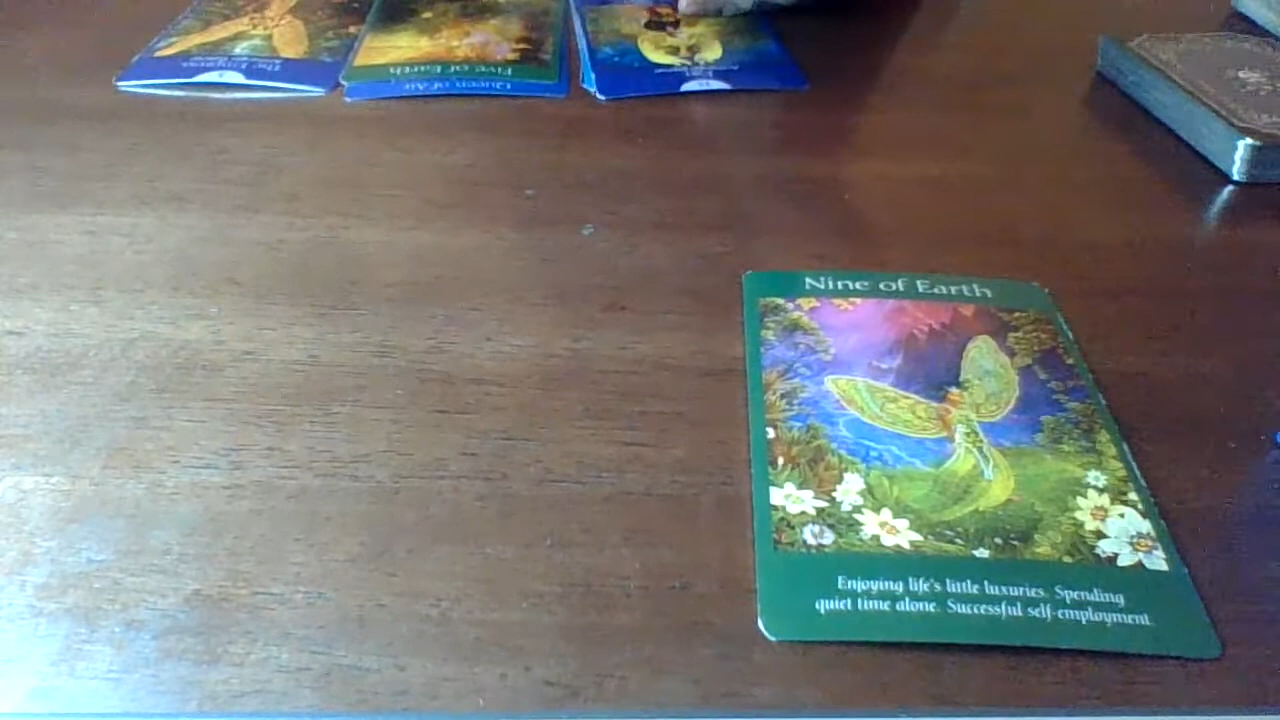 The Empress
Five of Earth
Queen of Air
Nine of Earth
Enjoying life's little luxuries. Spending
quiet time alone. Successful self-employment.